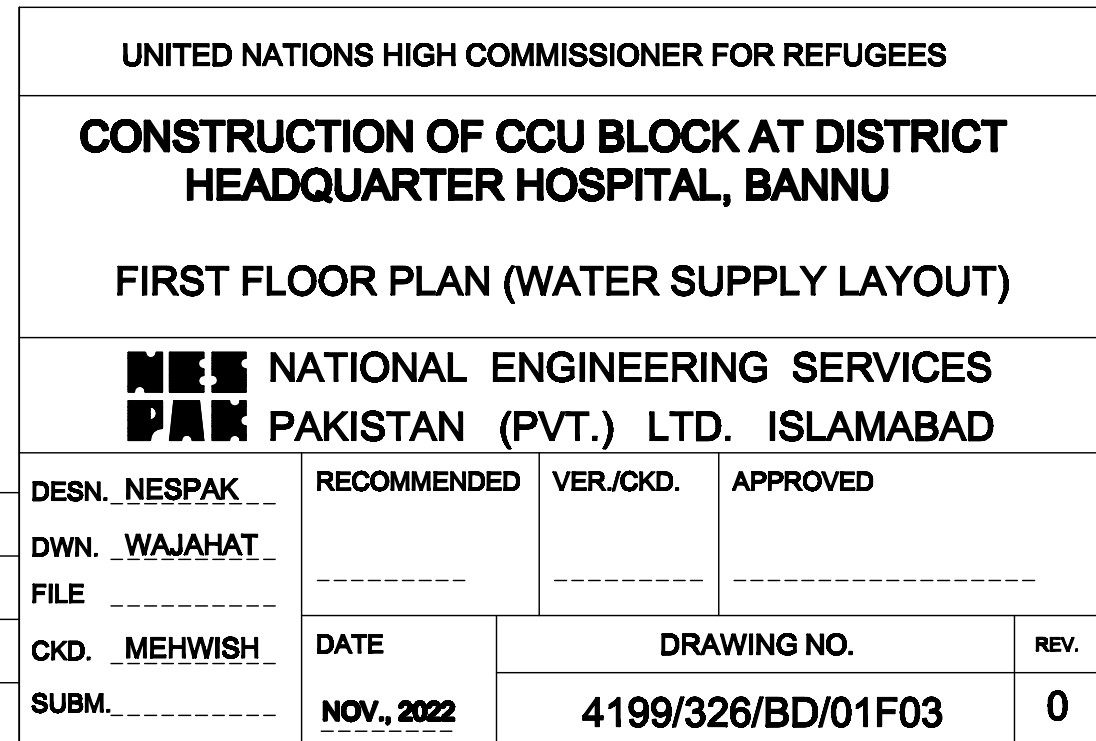 UNITED NATIONS HIGH COMMISSIONER FOR REFUGEES
CONSTRUCTION OF CCU BLOCK AT DISTRICT
HEADQUARTER HOSPITAL, BANNU
FIRST FLOOR PLAN (WATER SUPPLY LAYOUT)
NES
PAK
NATIONAL ENGINEERING SERVICES
PAKISTAN (PVT.) LTD. ISLAMABAD
DESN. NESPAK
DWN. WAJAHAT
FILE
CKD. MEHWISH
SUBM.
RECOMMENDED
VER./CKD.
APPROVED
DATE
NOV., 2022
DRAWING NO.
4199/326/BD/01F03
REV.
0